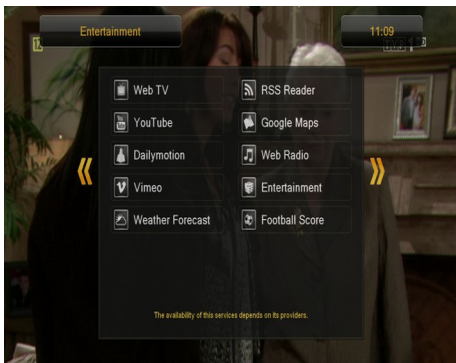 Entertainment
11:09
12
Web TV
RSS Reader
YouTube
Google Maps
Dailymotion
Web Radio
Vimeo
Entertainment
Weather Forecast
Football Score
The availability of this services depends on its providers.